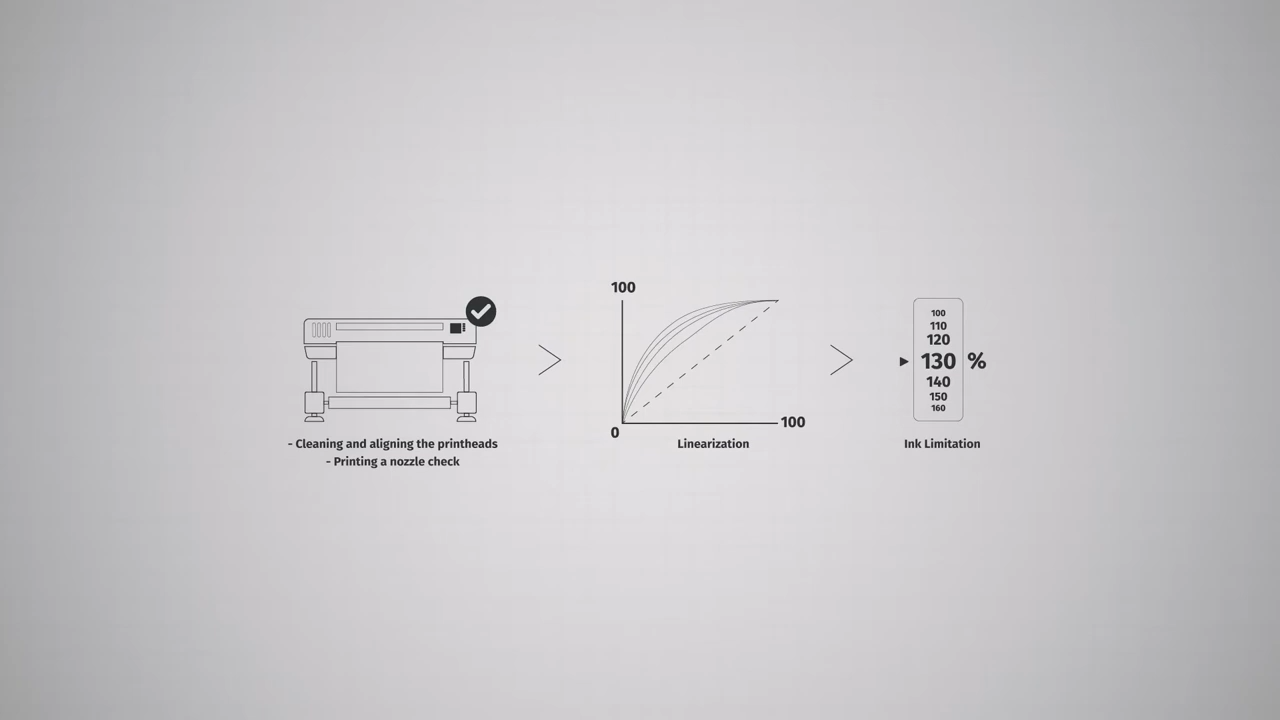 - Cleaning and aligning the printheads
- Printing a nozzle check
100
0
100
Linearization
100
110
120
130 %
140
150
160
Ink Limitation